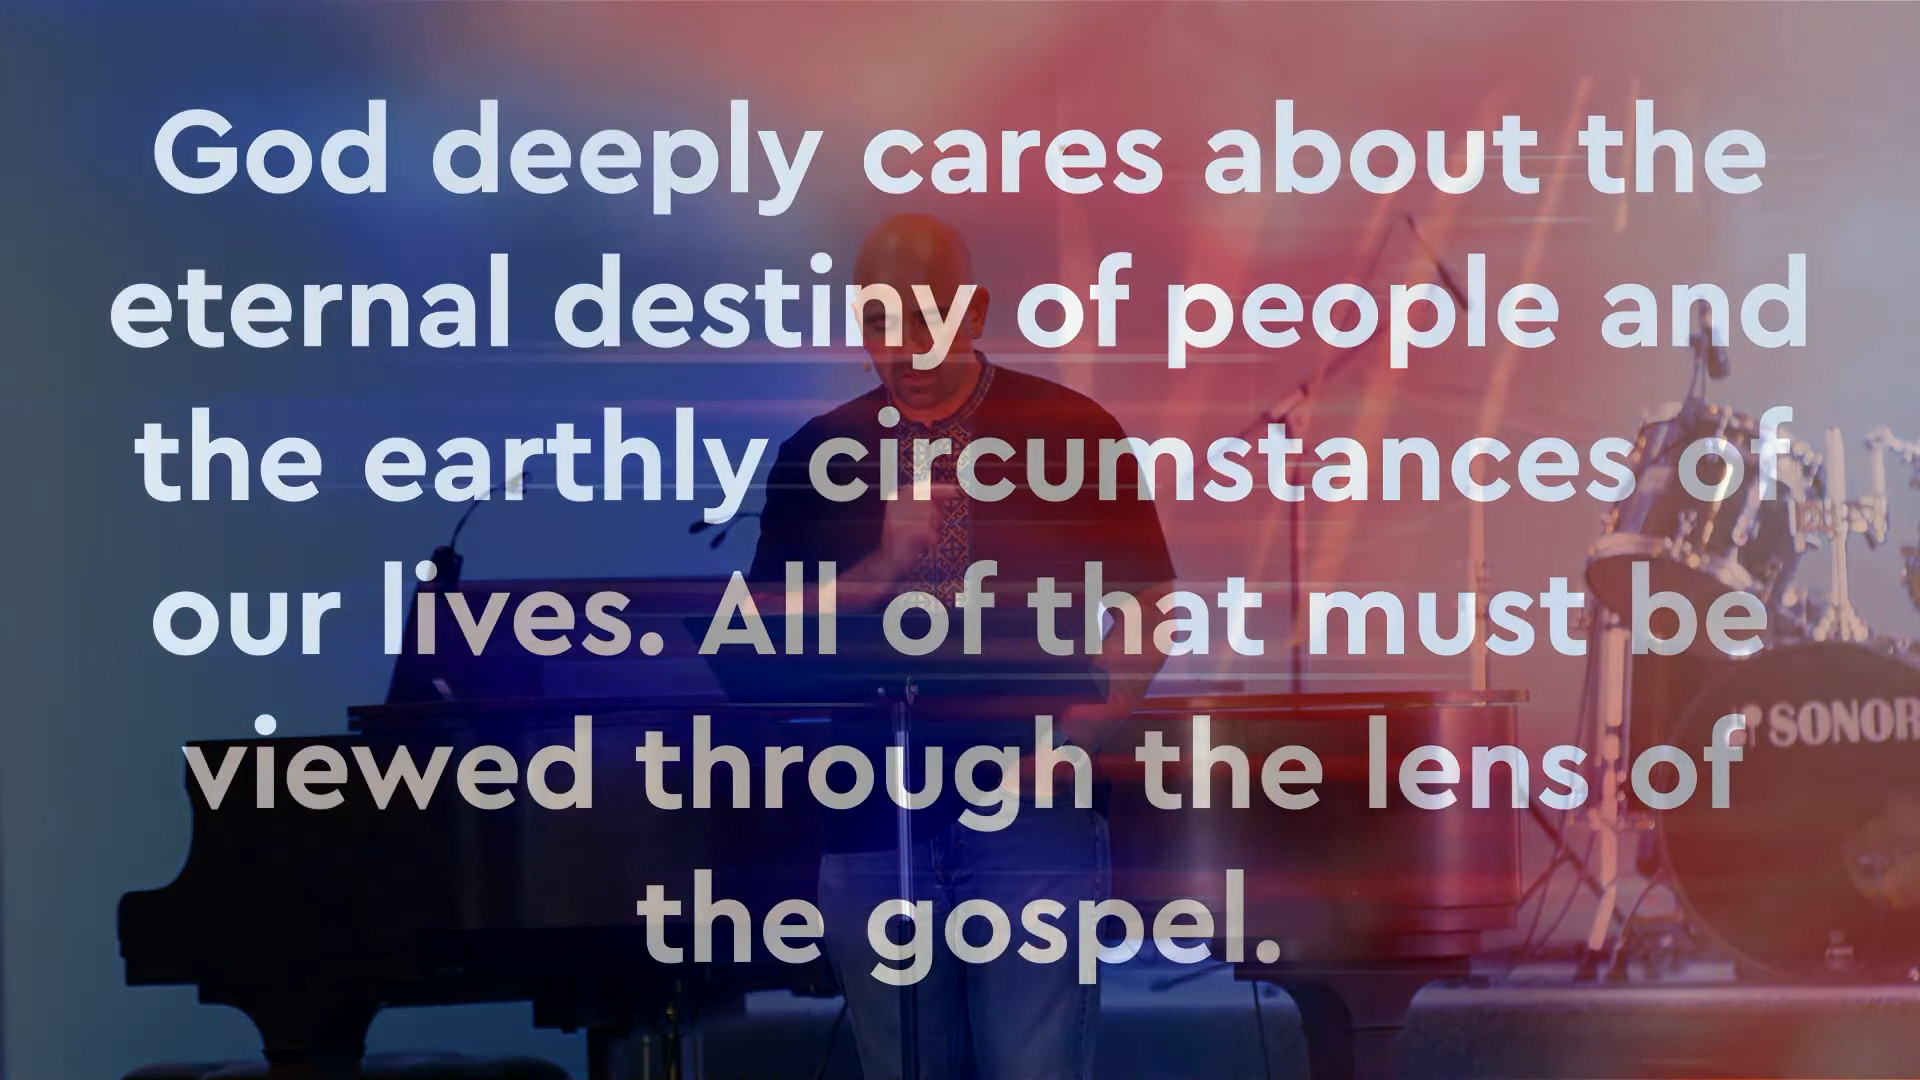 God deeply cares about the
eternal destiny of people and
the earthly circumstances of
our lives. All of that must be
viewed through the lens of
the gospel.
SONOR